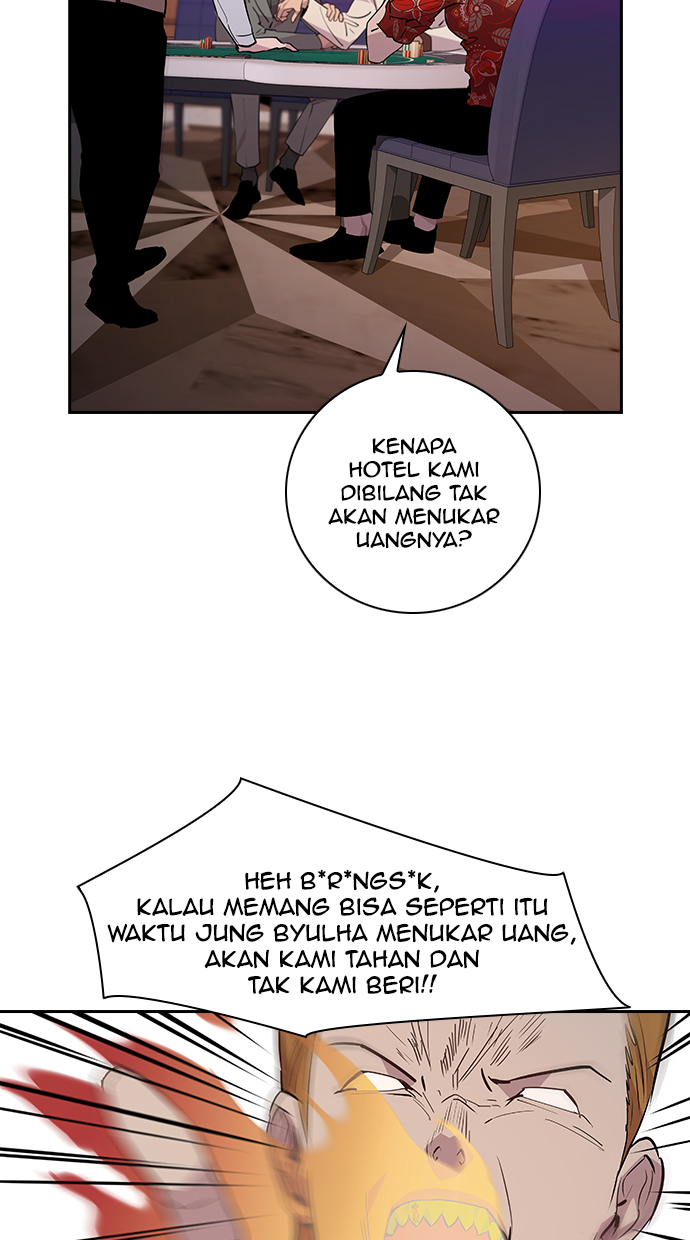 KENAPA
HOTEL KAMI
DIBILANG TAK
AKAN MENUKAR
UANGNYA?
HEH B*R*NGS*K,
KALAU MEMANG BISA SEPERTI ITU
WAKTU JUNG BYULHA MENUKAR UANG,
AKAN KAMI TAHAN DAN
TAK KAMI BERI!!